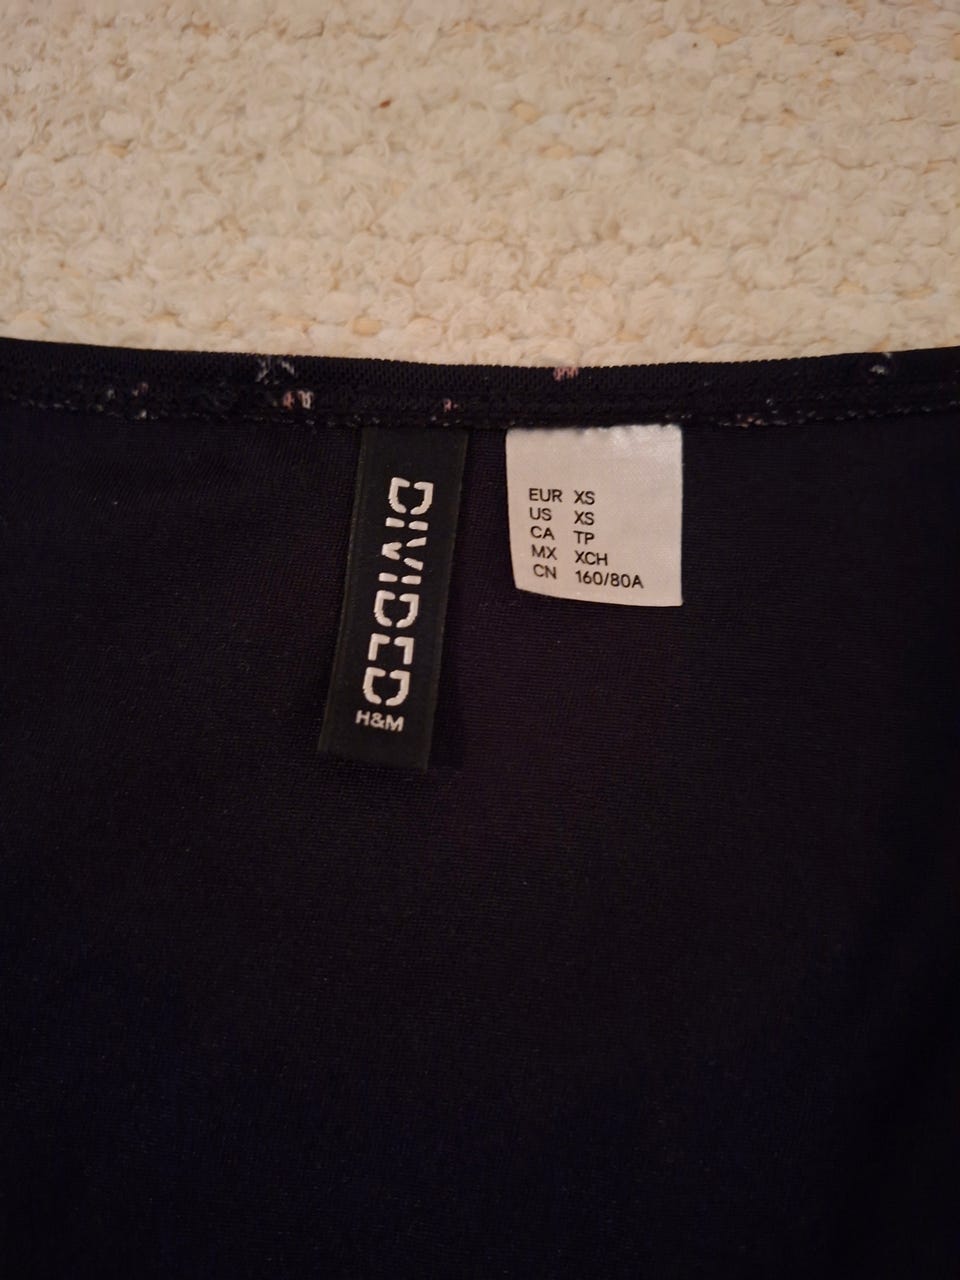 DIVIDED
H&M
EUR XS
US XS
CA TP
MX XCH
CN 160/80A